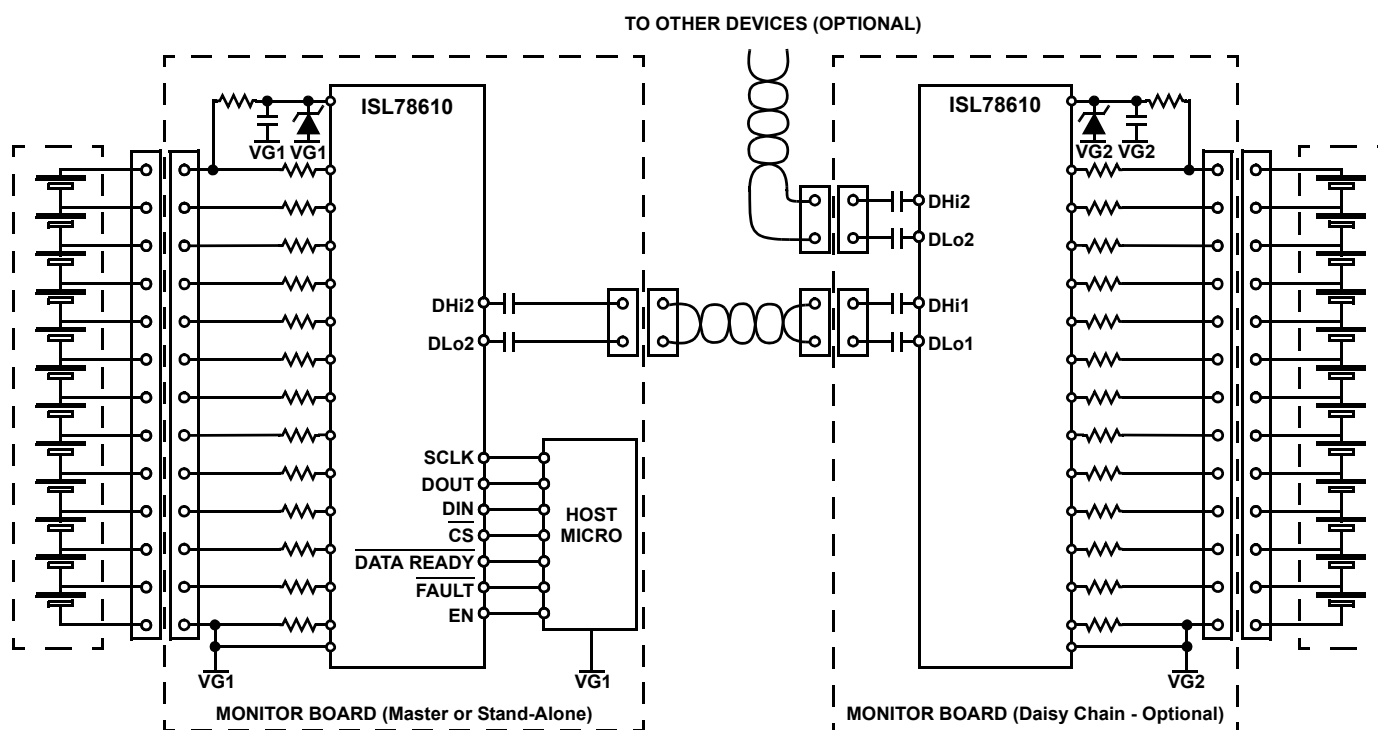 TO OTHER DEVICES (OPTIONAL)
ISL78610
VG1 VG1
DHi2
DLo2
SCLK
DOUT
DIN
CS
DATA READY
FAULT
EN
HOST
MICRO
VG1
VG1
MONITOR BOARD (Master or Stand-Alone)
ISL78610
VG2 VG2
DHi2
DLo2
DHi1
DLo1
VG2
MONITOR BOARD (Daisy Chain - Optional)